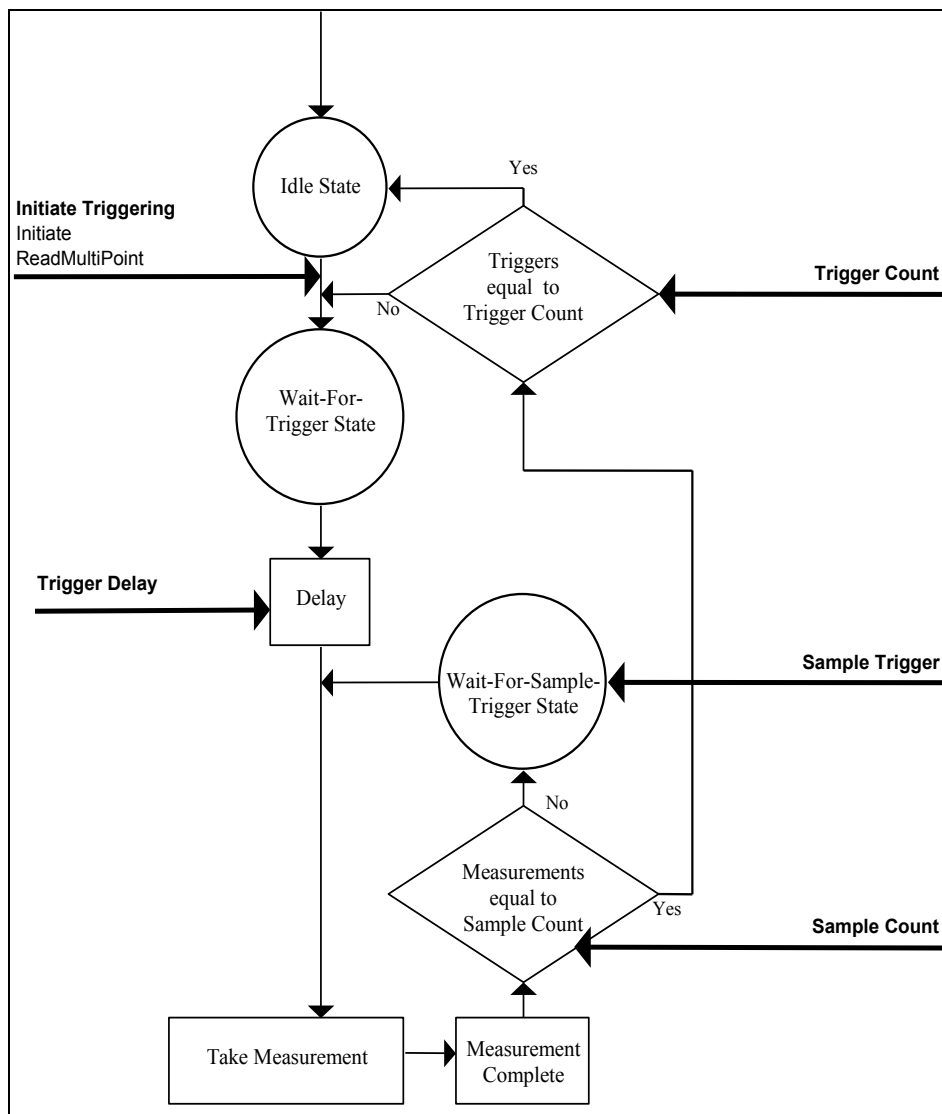 Yes
Idle State
Initiate Triggering
Initiate
ReadMultiPoint
Triggers
equal to
Trigger Count
Trigger Count
No
Wait-For-
Trigger State
Trigger Delay
Delay
Sample Trigger
Wait-For-Sample-
Trigger State
No
Measurements
equal to
Sample Count
Yes
Sample Count
Take Measurement
Measurement
Complete